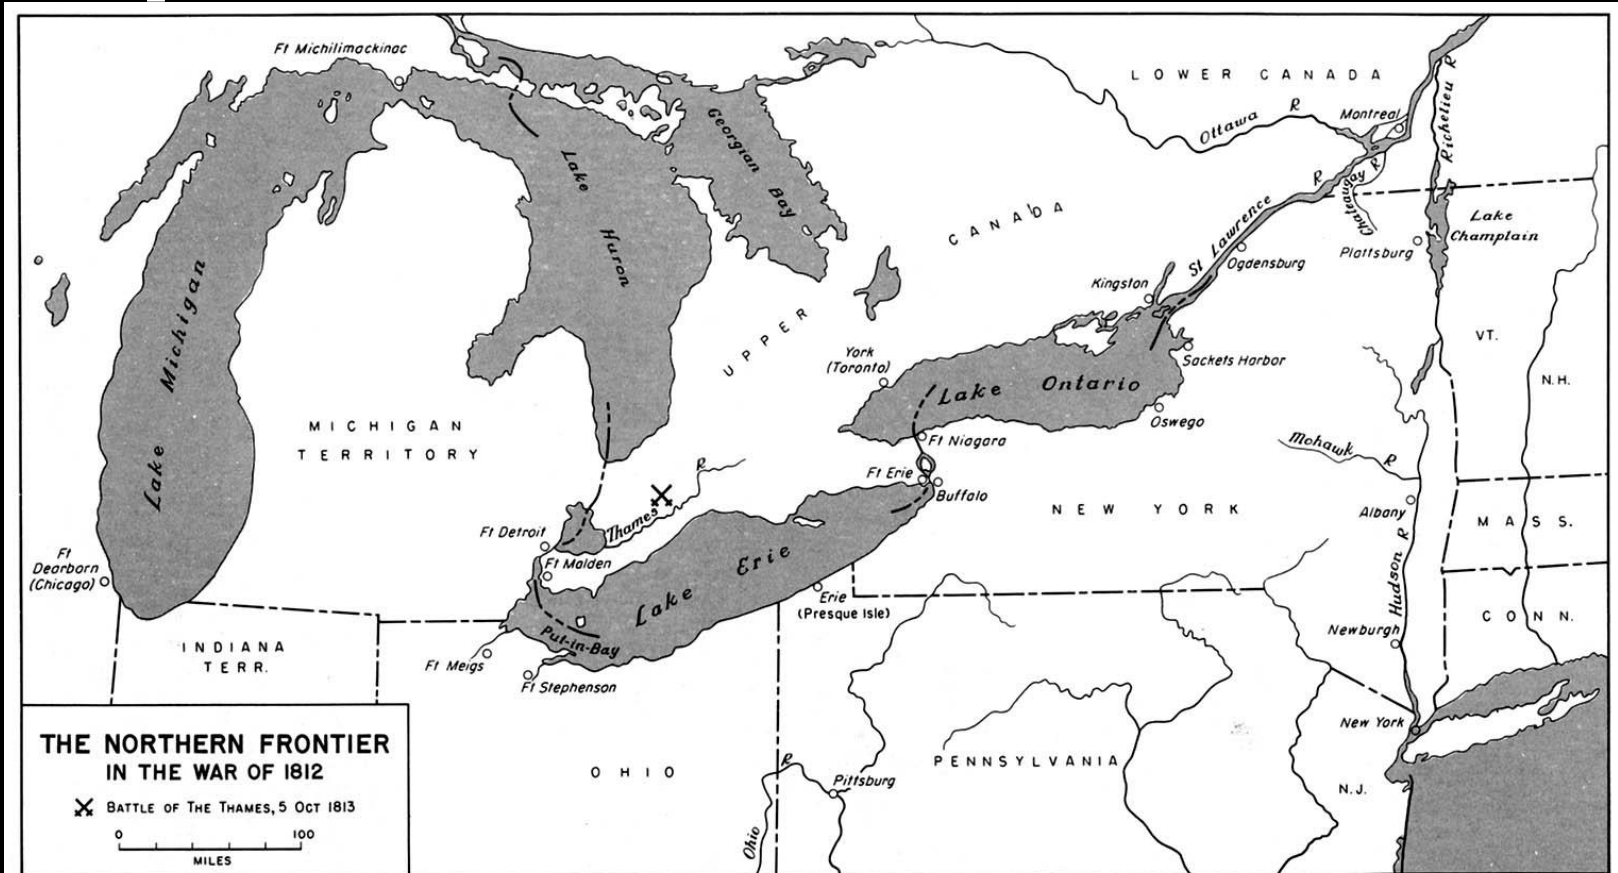 Ft Michilimackinac
LOWER CANADA
Ottawa R
Montreal
Richelieu R
Georgian Bay
Lake
Huron
CANADA
St Lawrence R
Chateaugay R
Lake
Champlain
Plattsburg
Ogdensburg
Kingston
Lake Michigan
UPPER
VT.
York
(Toronto)
Sackets Harbor
Lake Ontario
N.H.
Oswego
MICHIGAN
TERRITORY
Ft Niagara
Mohawk R
Ft Erie
Buffalo
Thames R
NEW YORK
Albany
MASS.
Ft Detroit
Ft Malden
Lake Erie
Hudson R
Ft
Dearborn
(Chicago)
Erie
(Presque Isle)
CONN.
Newburgh
INDIANA
TERR.
Put-in-Bay
Ft Meigs
Ft Stephenson
New York
THE NORTHERN FRONTIER
IN THE WAR OF 1812
BATTLE OF THE THAMES, 5 OCT 1813
0 100
MILES
OHIO
PENNSYLVANIA
Pittsburg
N.J.
Ohio R